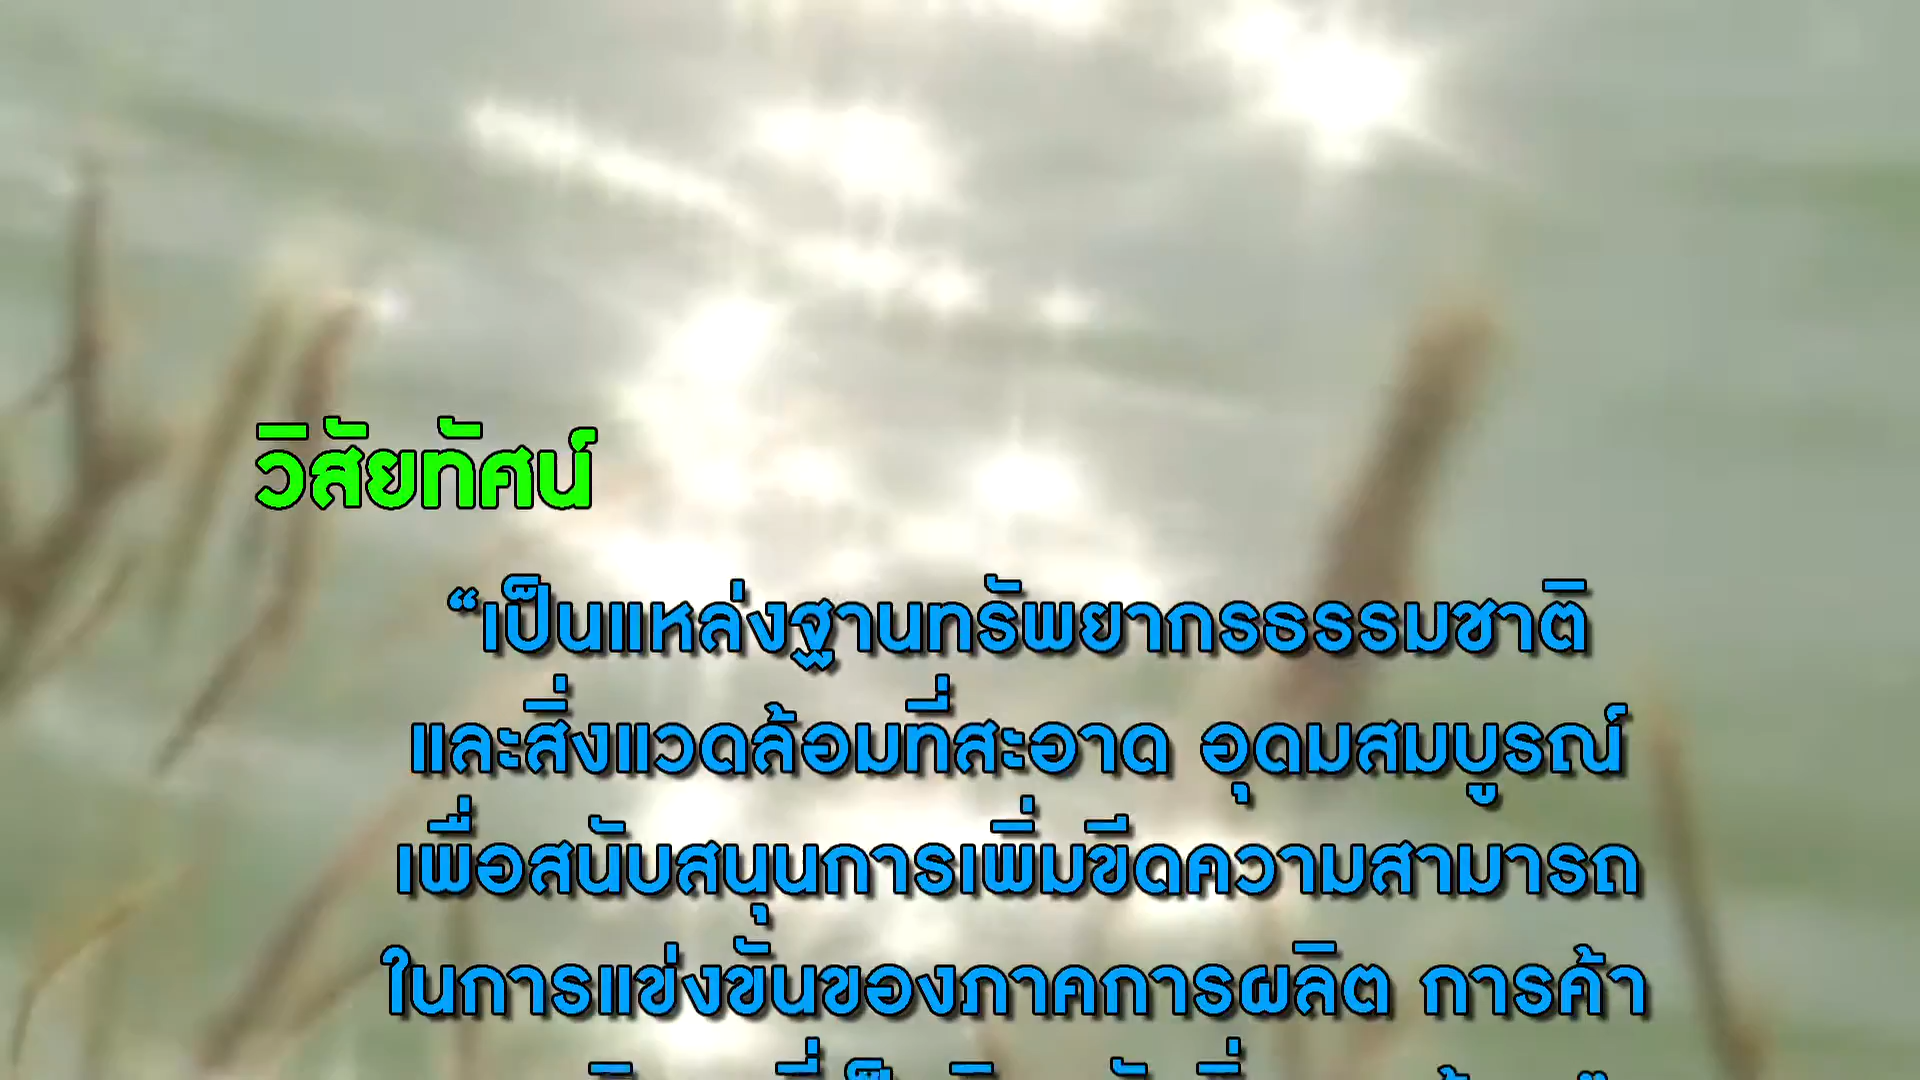 วิสัยทัศน์
“เป็นแหล่งฐานทรัพยากรธรรมชาติ
และสิ่งแวดล้อมที่สะอาด อุดมสมบูรณ์
เพื่อสนับสนุนการเพิ่มขีดความสามารถ
ในการแข่งขันของภาคการผลิต การค้า